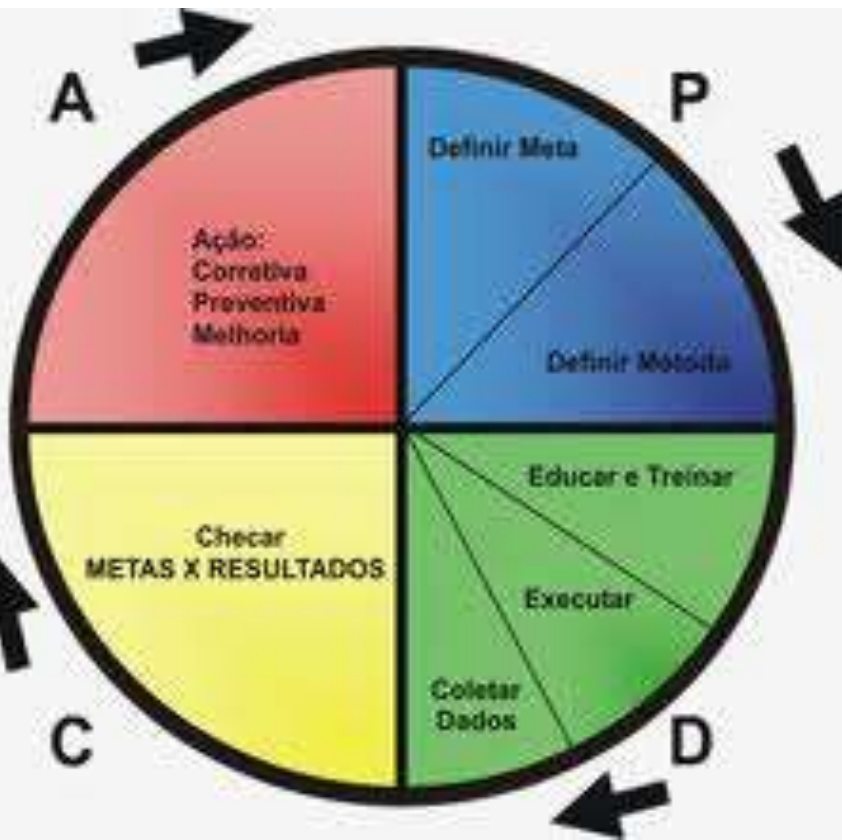 A
P
Definir Meta
Ação:
Corretiva
Preventiva
Melhoria
Definir Método
Educar e Treinar
Checar
METAS X RESULTADOS
Executar
Coletar
Dados
C
D